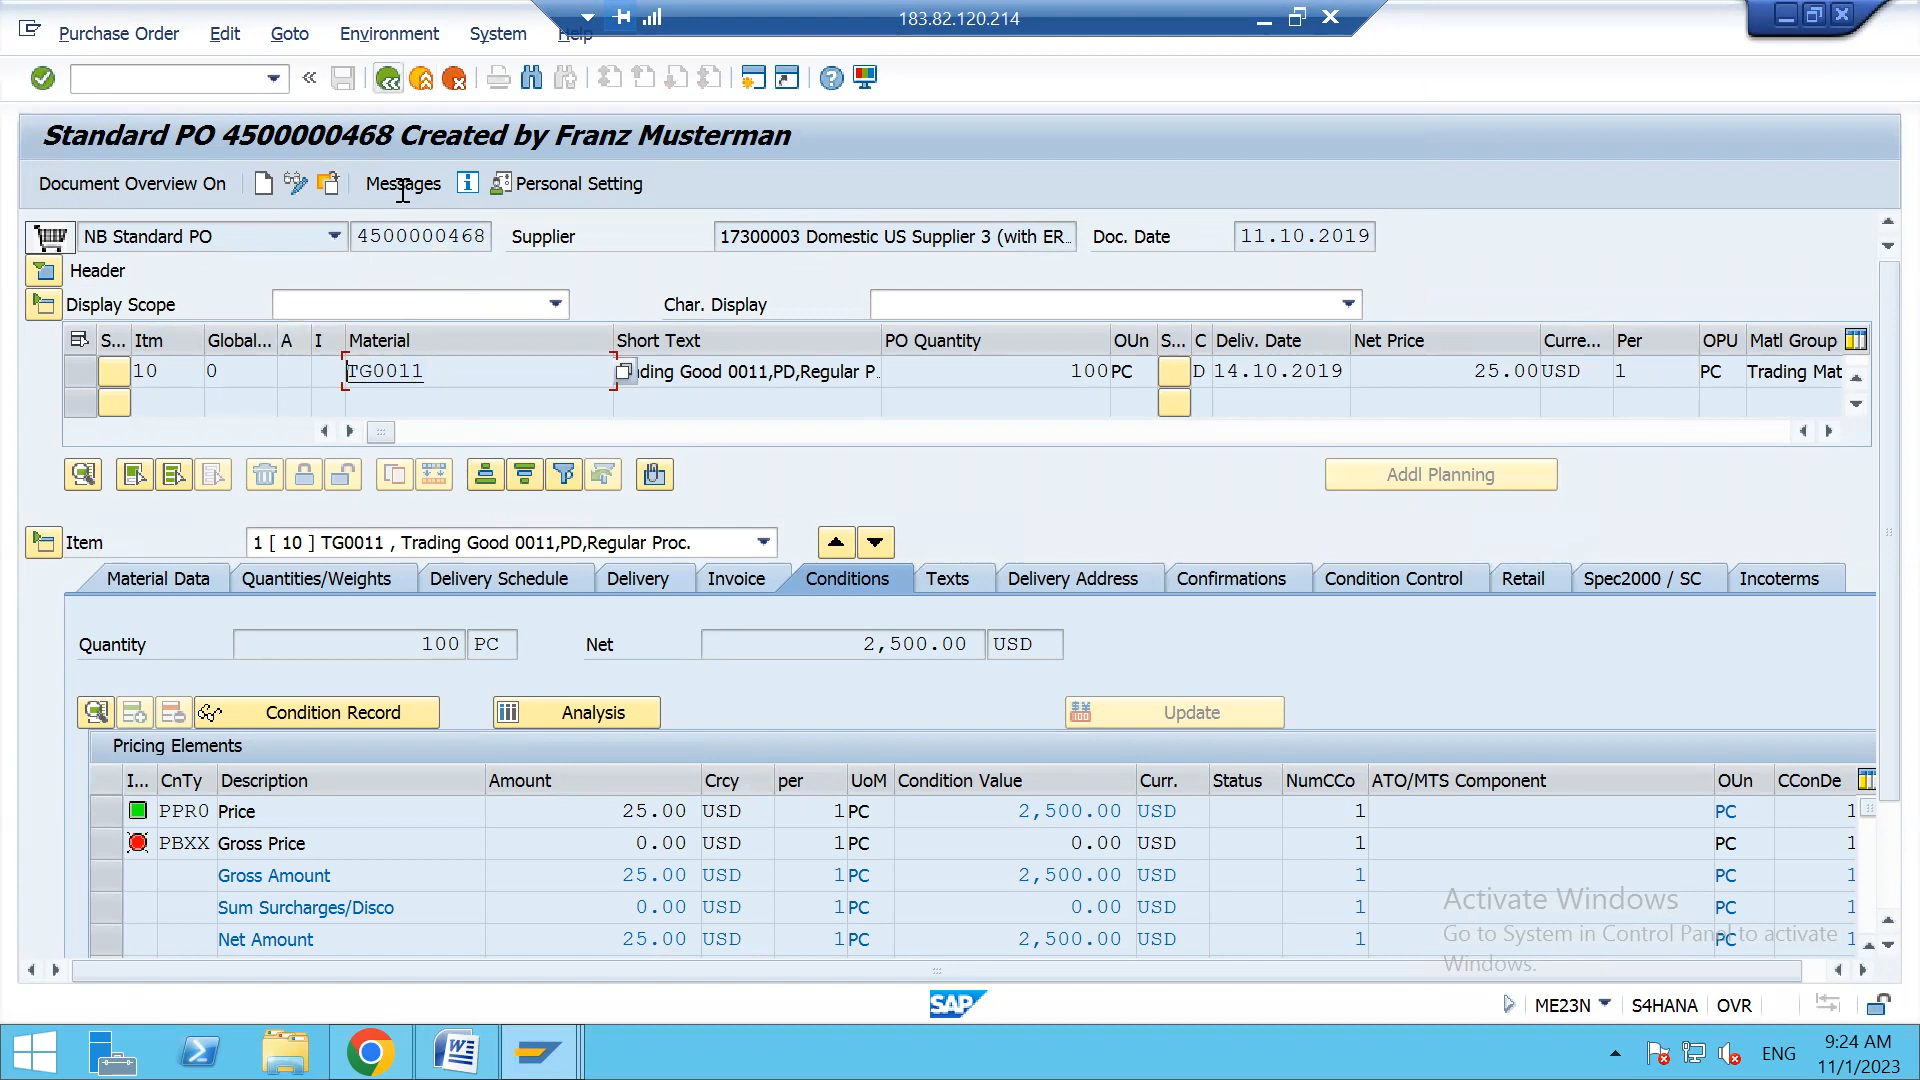 183.82.120.214
Purchase Order Edit Goto Environment System Help
Standard PO 4500000468 Created by Franz Musterman
Document Overview On Messages Personal Setting
NB Standard PO 4500000468 Supplier 17300003 Domestic US Supplier 3 (with ER... Doc. Date 11.10.2019
Header
Display Scope Char. Display
S... Itm Global... A I Material Short Text PO Quantity OUn S... C Deliv. Date Net Price Curre... Per OPU Matl Group
10 0 TG0011 ding Good 0011,PD,Regular P... 100 PC D 14.10.2019 25.00 USD 1 PC Trading Mat
Addl Planning
Item 1 [ 10 ] TG0011 , Trading Good 0011,PD,Regular Proc.
Material Data Quantities/Weights Delivery Schedule Delivery Invoice Conditions Texts Delivery Address Confirmations Condition Control Retail Spec2000 / SC Incoterms
Quantity 100 PC Net 2,500.00 USD
Condition Record Analysis Update
Pricing Elements
I... CnTy Description Amount Crcy per UoM Condition Value Curr. Status NumCCo ATO/MTS Component OUn CConDe
PPR0 Price 25.00 USD 1 PC 2,500.00 USD 1 PC 1
PBXX Gross Price 0.00 USD 1 PC 0.00 USD 1 PC 1
Gross Amount 25.00 USD 1 PC 2,500.00 USD 1 PC 1
Sum Surcharges/Disco 0.00 USD 1 PC 0.00 USD 1 PC 1
Net Amount 25.00 USD 1 PC 2,500.00 USD 1 PC 1
Activate Windows
Go to System in Control Panel to activate
Windows.
SAP ME23N S4HANA OVR
ENG 9:24 AM
11/1/2023